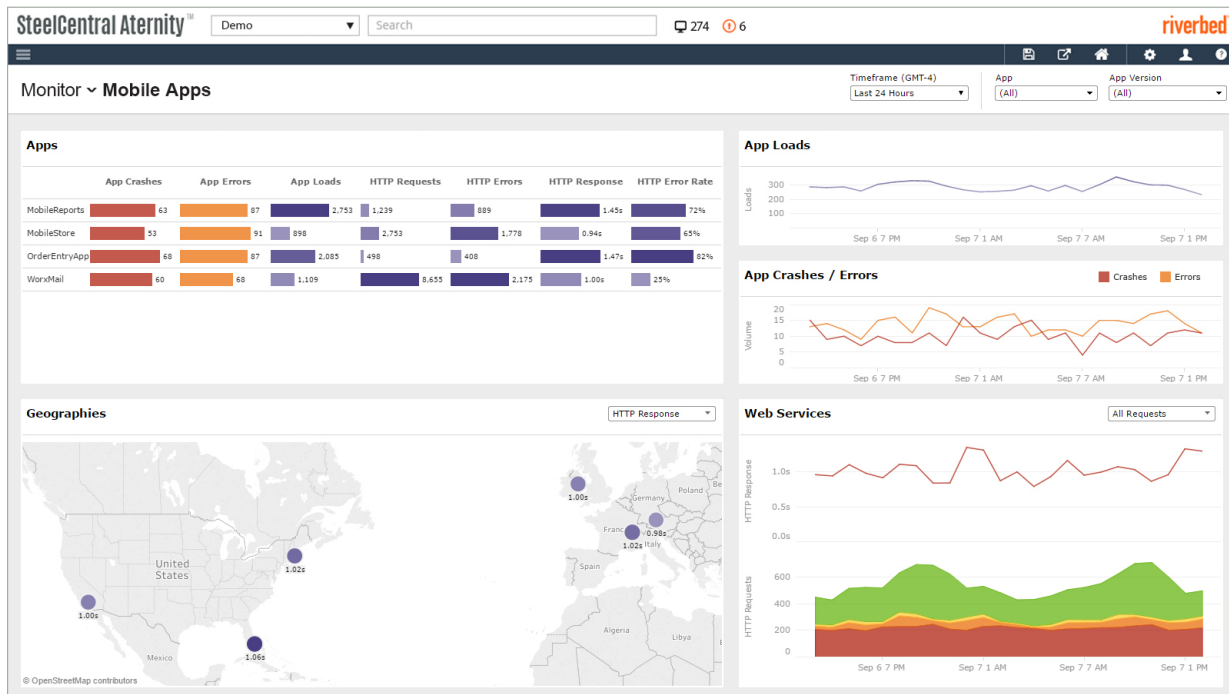 SteelCentral Aternity™ Demo Search 274 6 riverbed
Monitor Mobile Apps
Timeframe (GMT-4) App App Version
Last 24 Hours (All) (All)
Apps
App Crashes App Errors App Loads HTTP Requests HTTP Errors HTTP Response HTTP Error Rate
MobileReports 63 87 2,753 1,239 889 1.45s 72%
MobileStore 53 91 898 2,753 1,778 0.94s 65%
OrderEntryApp 68 87 2,085 498 408 1.47s 82%
WorxMail 60 68 1,109 8,655 2,175 1.00s 25%
App Loads
Loads
300
200
100
Sep 6 7 PM Sep 7 1 AM Sep 7 7 AM Sep 7 1 PM
App Crashes / Errors Crashes Errors
Volume
20
15
10
5
0
Sep 6 7 PM Sep 7 1 AM Sep 7 7 AM Sep 7 1 PM
Geographies HTTP Response
1.00s
Germany
Poland
Be
Franc
0.98s
1.02s Italy
Spain
United
States
1.02s
1.00s
Algeria
Libya
Mexico
1.06s
© OpenStreetMap contributors
Web Services All Requests
HTTP Response
1.0s
0.5s
0.0s
HTTP Requests
600
400
200
0
Sep 6 7 PM Sep 7 1 AM Sep 7 7 AM Sep 7 1 PM